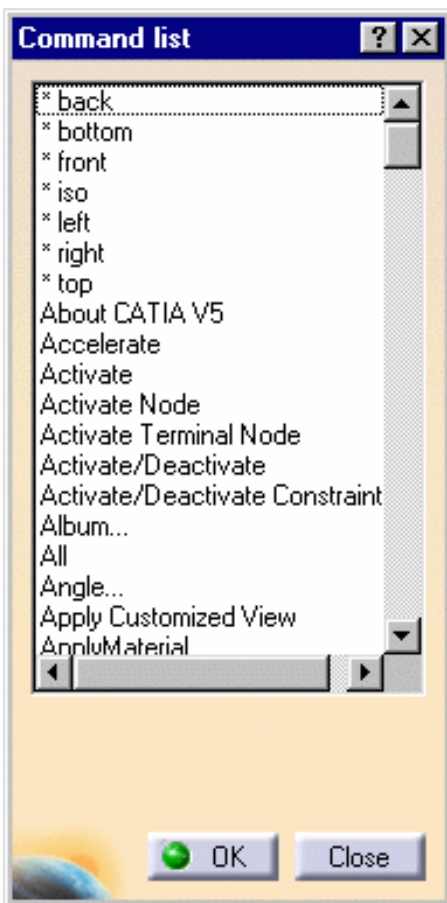 Command list
* back
* bottom
* front
* iso
* left
* right
* top
About CATIA V5
Accelerate
Activate
Activate Node
Activate Terminal Node
Activate/Deactivate
Activate/Deactivate Constraint
Album...
All
Angle...
Apply Customized View
ApplyMaterial
OK Close